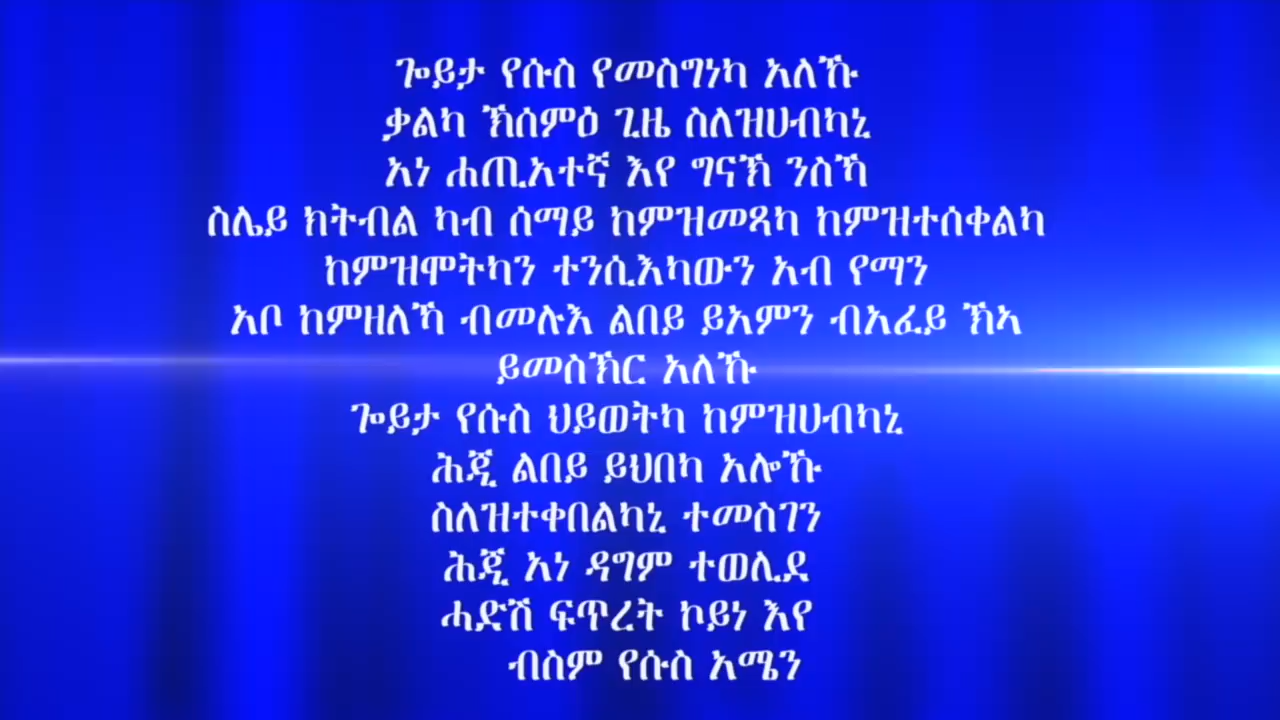 ጐይታ የሱስ የመስግነካ አለኹ
ቃልካ ኽሰምዕ ጊዜ ስለዝሀብካኒ
አነ ሐጢአተኛ እየ ግናኽ ንስኻ
ስሌይ ክትብል ካብ ሰማይ ከምዝመጻካ ከምዝተሰቀልካ
ከምዝሞትካን ተንሲእካውን አብ የማን
አቦ ከምዘለኻ ብመሉእ ልበይ ይአምን ብአፈይ ኽኣ
ይመስኽር አለኹ
ጐይታ የሱስ ህይወትካ ከምዝሀብካኒ
ሕጂ ልበይ ይህበካ አሎኹ
ስለዝተቀበልካኒ ተመስገን
ሕጂ አነ ዳግም ተወሊደ
ሓድሽ ፍጥረት ኮይነ እየ
ብስም የሱስ አሜን